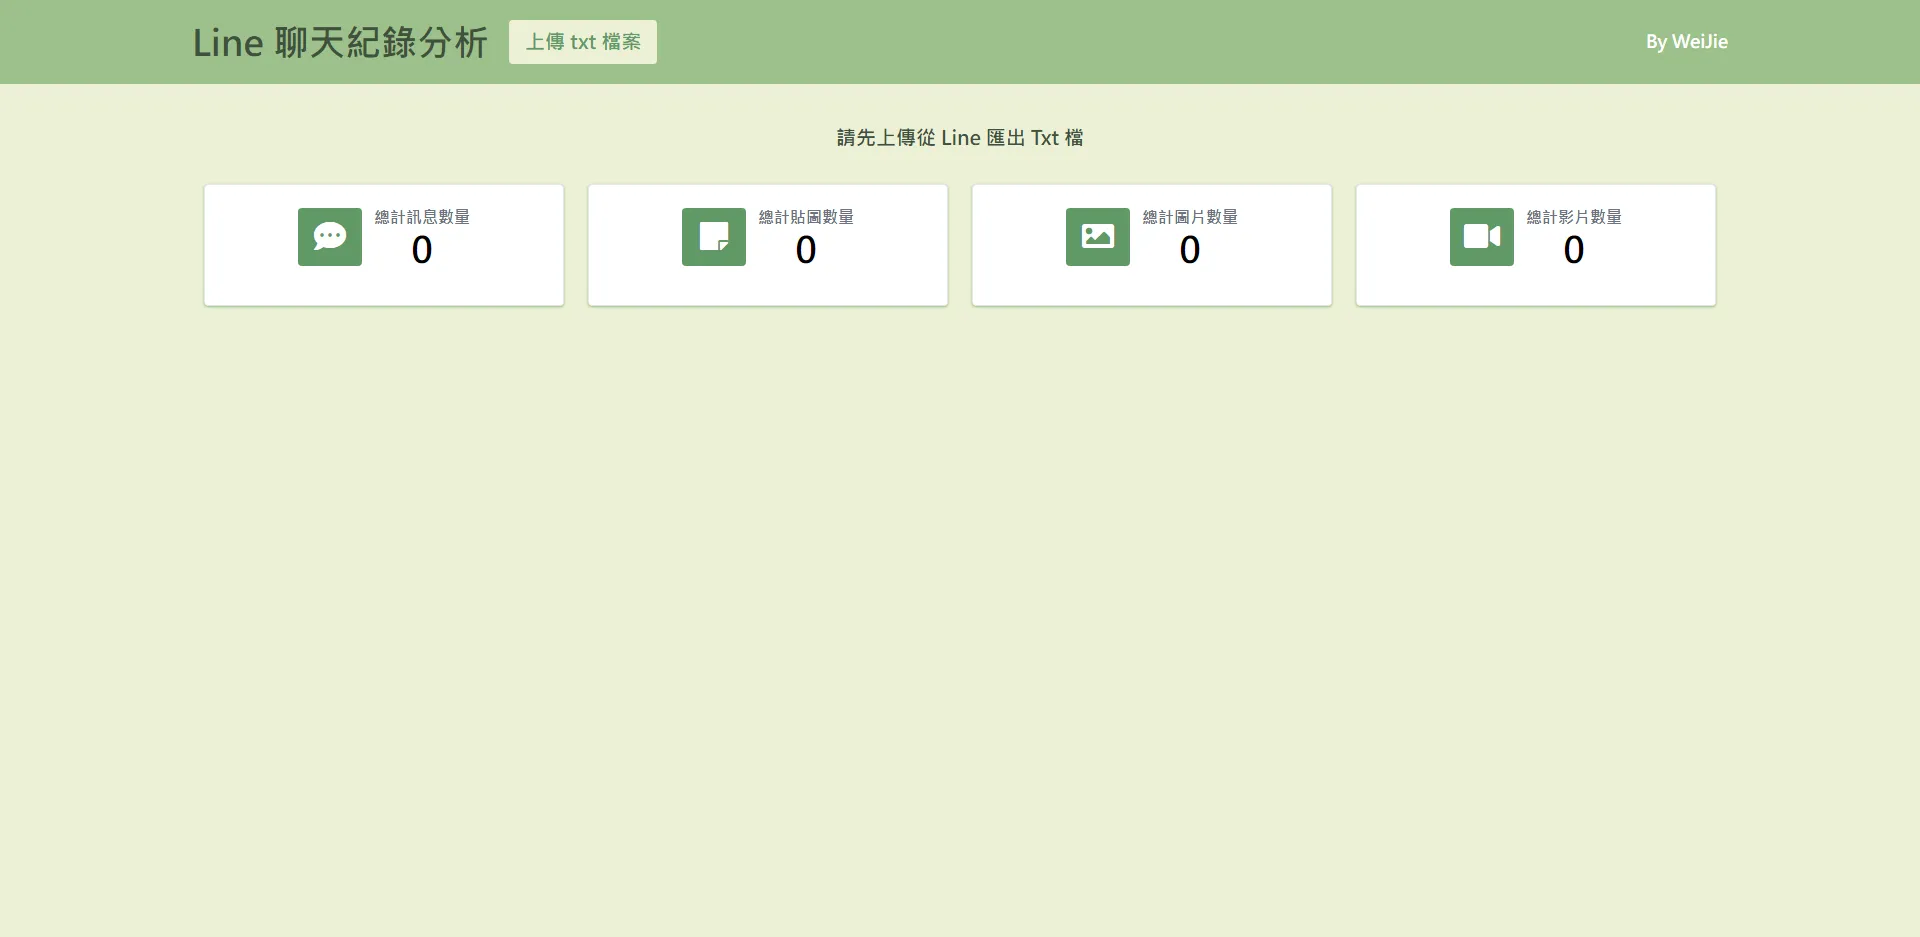 Line 聊天紀錄分析
上傳 txt 檔案
By WeiJie
請先上傳從 Line 匯出 Txt 檔
總計訊息數量
0
總計貼圖數量
0
總計圖片數量
0
總計影片數量
0